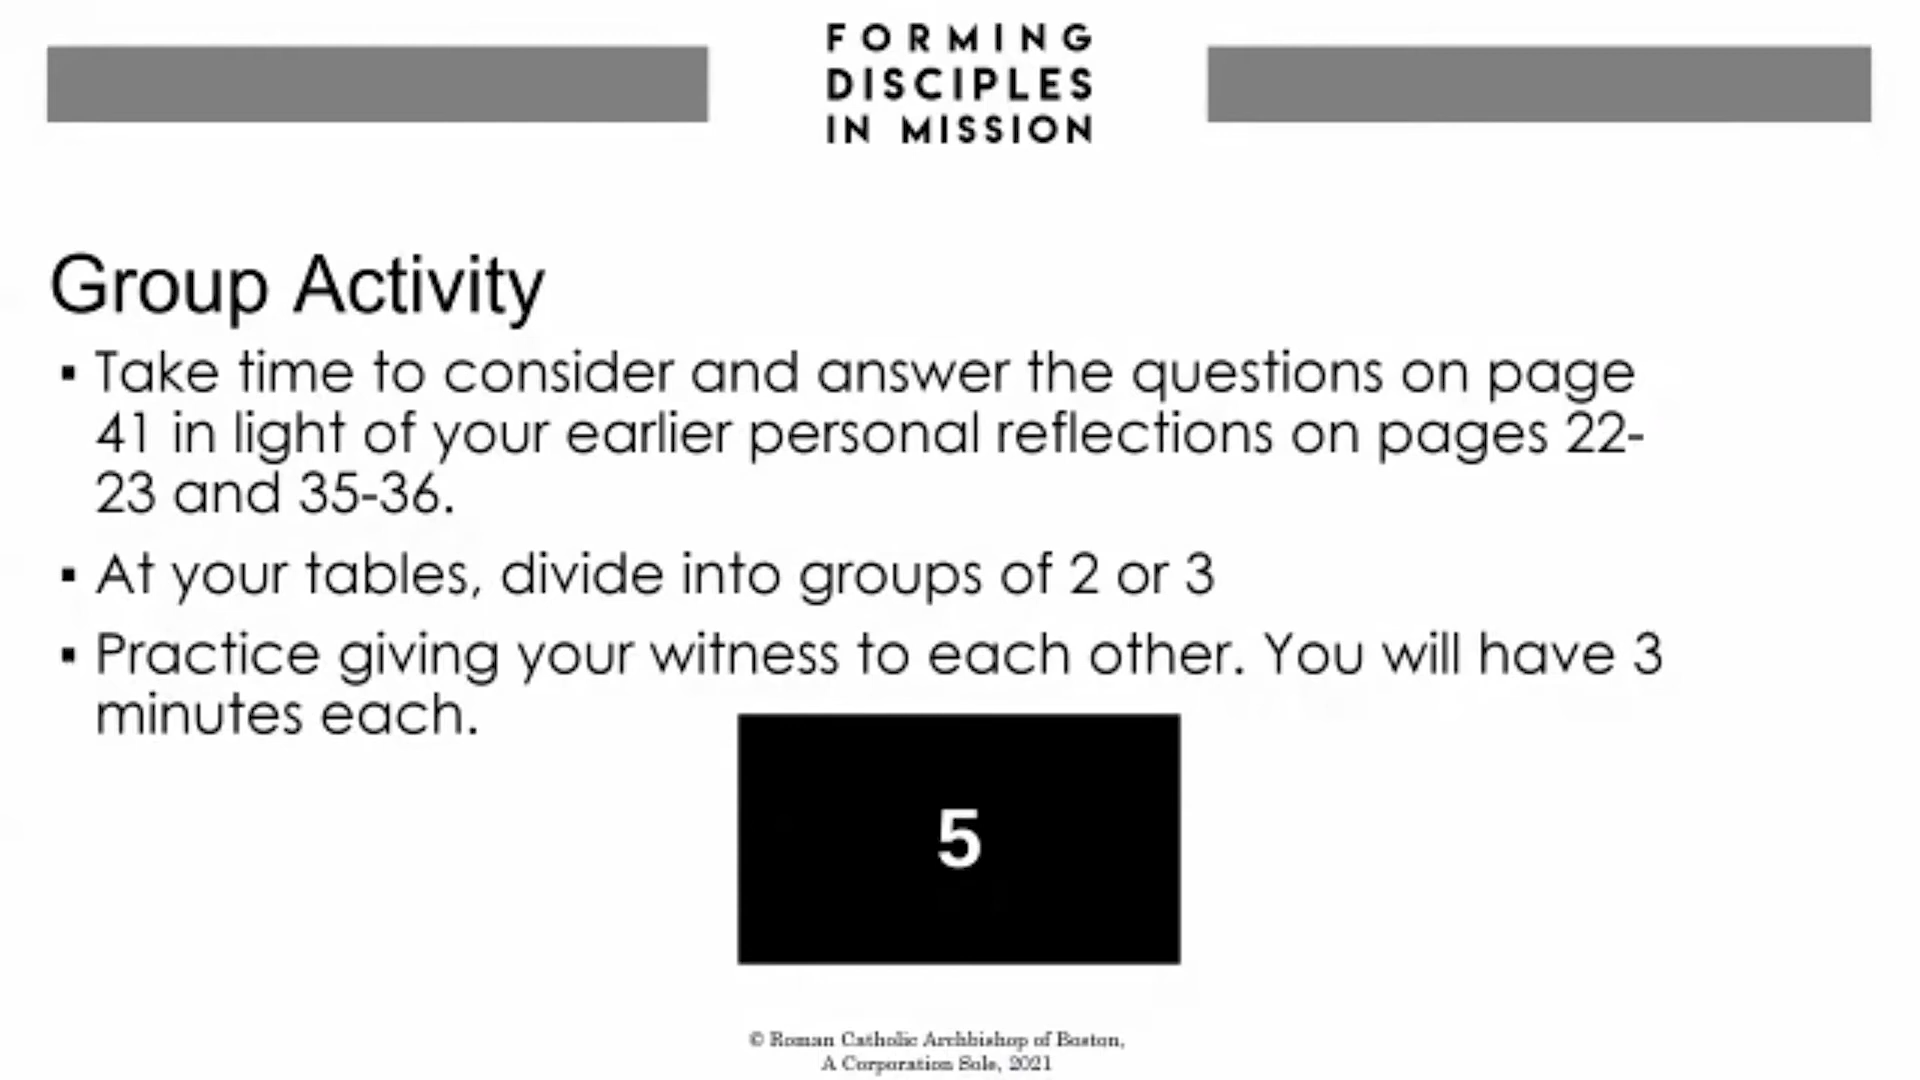 FORMING
DISCIPLES
IN MISSION
Group Activity
▪ Take time to consider and answer the questions on page
41 in light of your earlier personal reflections on pages 22-
23 and 35-36.
▪ At your tables, divide into groups of 2 or 3
▪ Practice giving your witness to each other. You will have 3
minutes each.
5
© Roman Catholic Archbishop of Boston,
A Corporation Sole, 2021